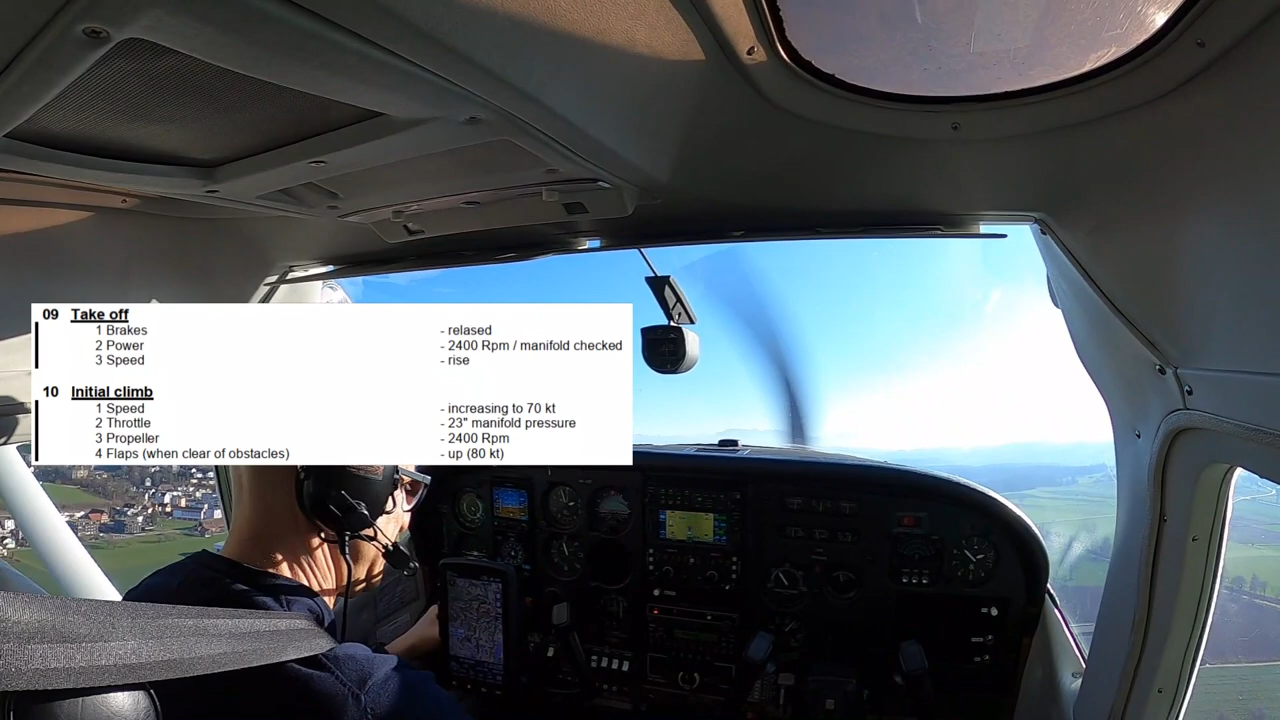 09 Take off
1 Brakes - relased
2 Power - 2400 Rpm / manifold checked
3 Speed - rise
10 Initial climb
1 Speed - increasing to 70 kt
2 Throttle - 23" manifold pressure
3 Propeller - 2400 Rpm
4 Flaps (when clear of obstacles) - up (80 kt)